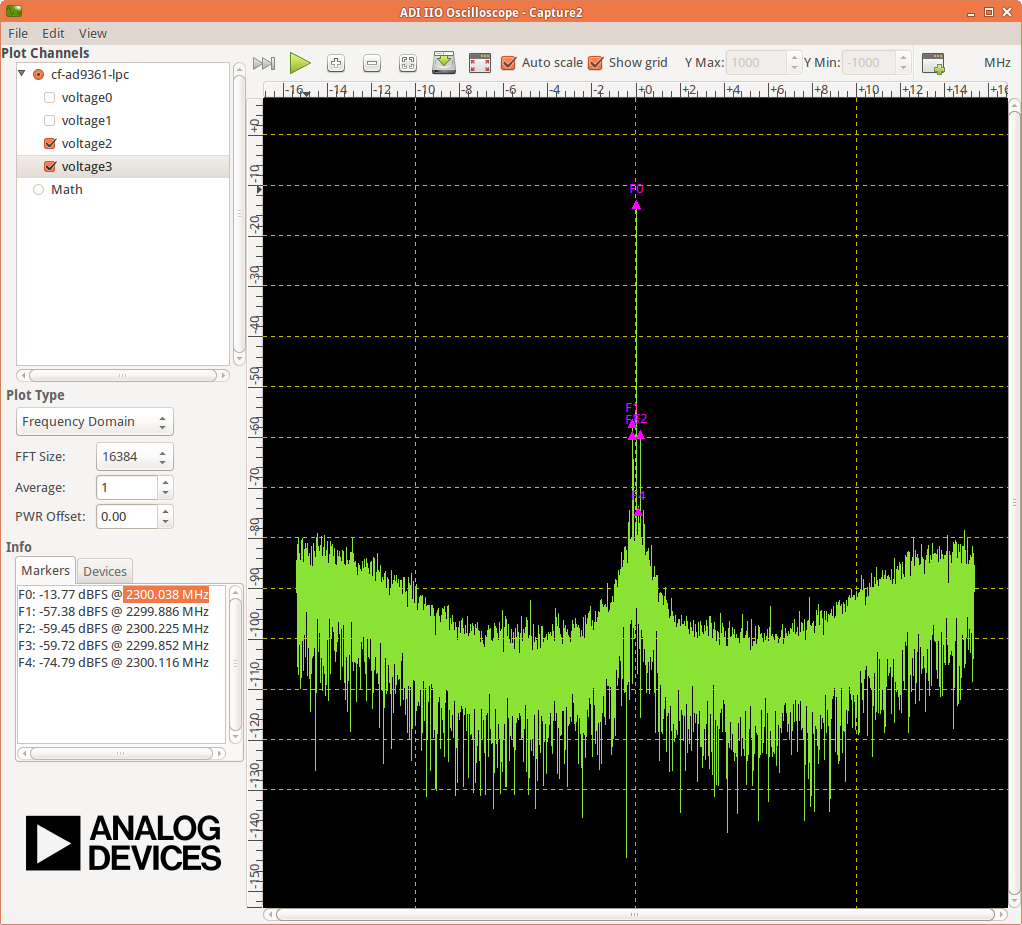 ADI IIO Oscilloscope - Capture2
File Edit View
Plot Channels
cf-ad9361-lpc
voltage0
voltage1
voltage2
voltage3
Math
Auto scale Show grid Y Max: 1000 Y Min: -1000 MHz
-16 -14 -12 -10 -8 -6 -4 -2 +0 +2 +4 +6 +8 +10 +12 +14 +16
+0
-10
-20
-30
-40
-50
-60
-70
-80
-90
-100
-110
-120
-130
-140
-150
F0
F1
F2
F4
Plot Type
Frequency Domain
FFT Size: 16384
Average: 1
PWR Offset: 0.00
Info
Markers Devices
F0: -13.77 dBFS @ 2300.038 MHz
F1: -57.38 dBFS @ 2299.886 MHz
F2: -59.45 dBFS @ 2300.225 MHz
F3: -59.72 dBFS @ 2299.852 MHz
F4: -74.79 dBFS @ 2300.116 MHz
ANALOG
DEVICES